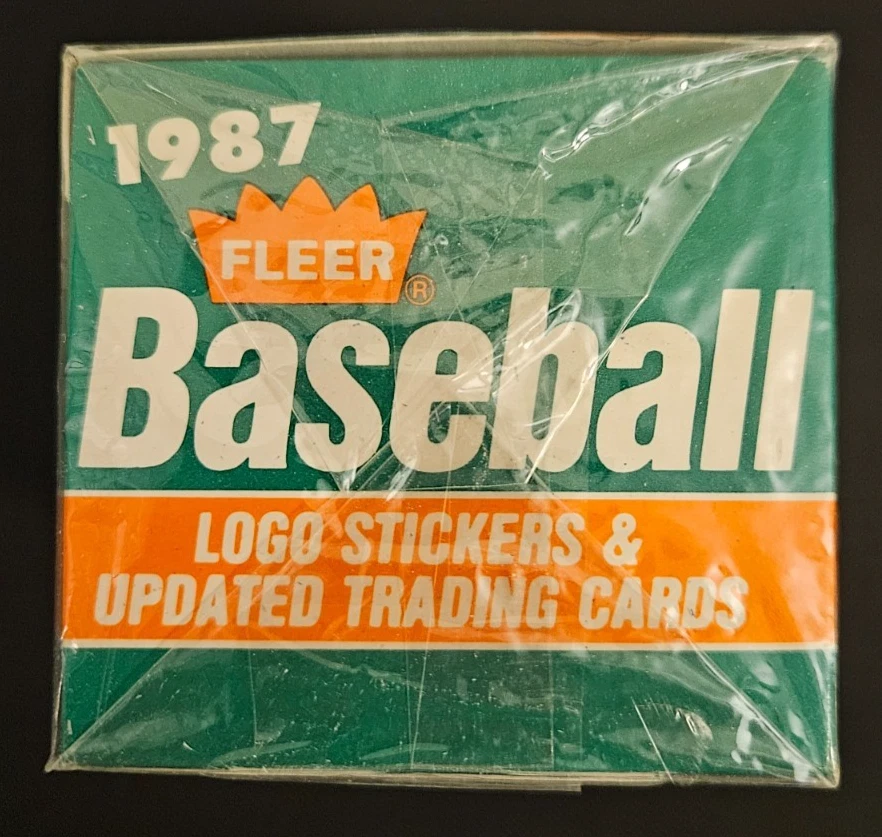 1987
FLEER®
Baseball
LOGO STICKERS &
UPDATED TRADING CARDS